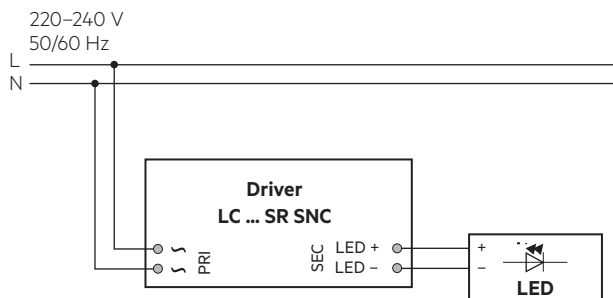 220–240 V
50/60 Hz
L
N
Driver
LC ... SR SNC
~
~
PRI
SEC
LED +
LED –
+
–
LED